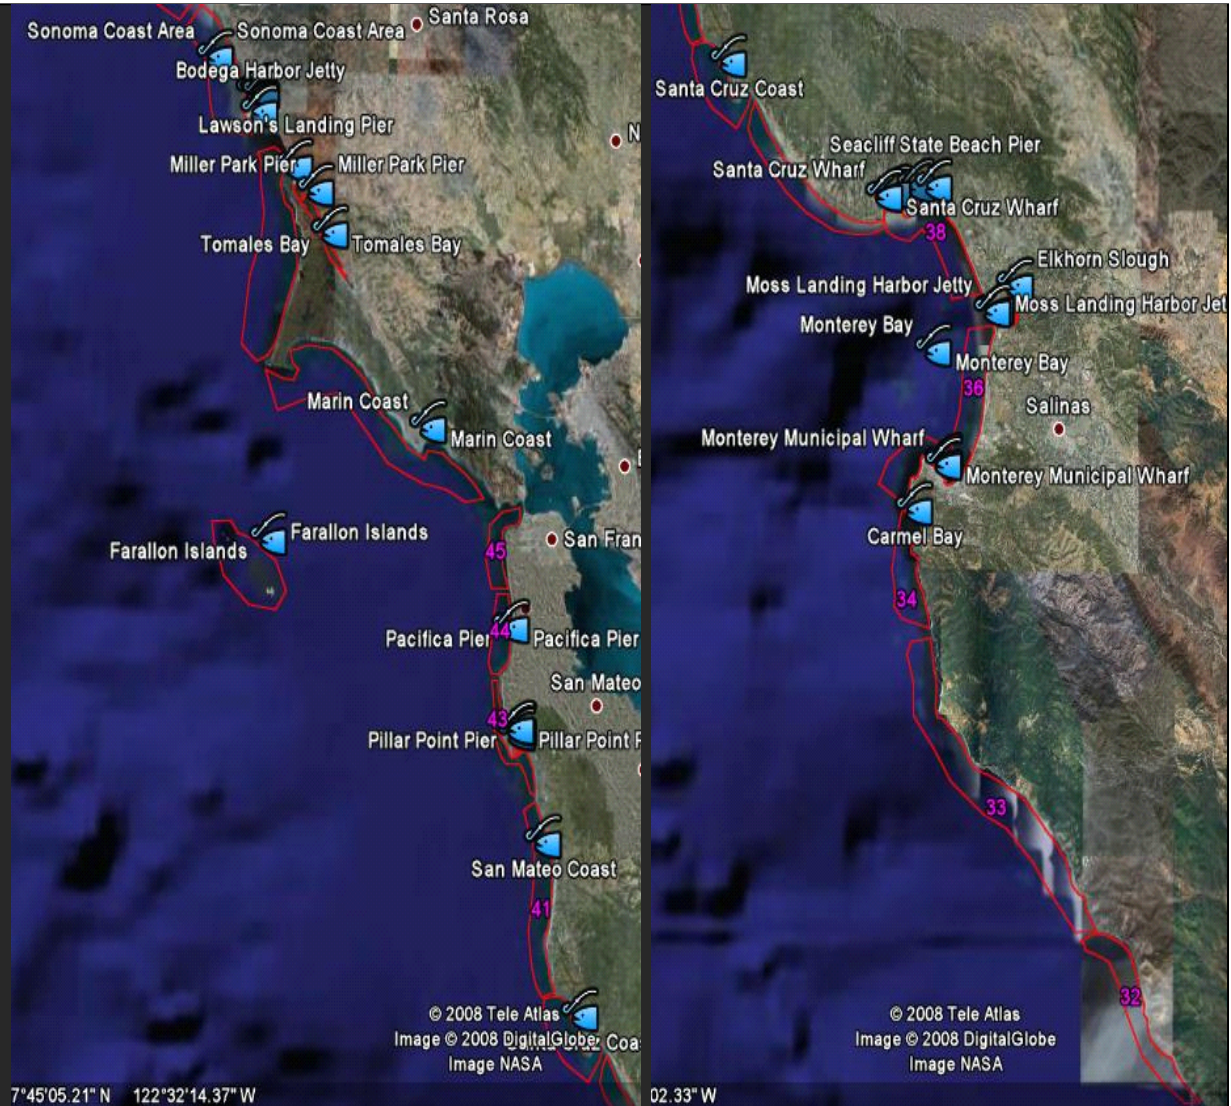 Santa Rosa
Sonoma Coast Area
Sonoma Coast Area
Bodega Harbor Jetty
Lawson's Landing Pier
Miller Park Pier
Miller Park Pier
Tomales Bay
Tomales Bay
Marin Coast
Marin Coast
Farallon Islands
Farallon Islands
45
San Fran
44
Pacifica Pier
Pacifica Pier
San Mateo
43
Pillar Point Pier
Pillar Point P
San Mateo Coast
41
© 2008 Tele Atlas
Image © 2008 DigitalGlobe
Image NASA
7°45'05.21" N 122°32'14.37" W
Santa Cruz Coast
Seacliff State Beach Pier
Santa Cruz Wharf
Santa Cruz Wharf
38
Elkhorn Slough
Moss Landing Harbor Jetty
Moss Landing Harbor Jet
Monterey Bay
Monterey Bay
36
Salinas
Monterey Municipal Wharf
Monterey Municipal Wharf
Carmel Bay
34
33
32
© 2008 Tele Atlas
Image © 2008 DigitalGlobe
Image NASA
02.33" W